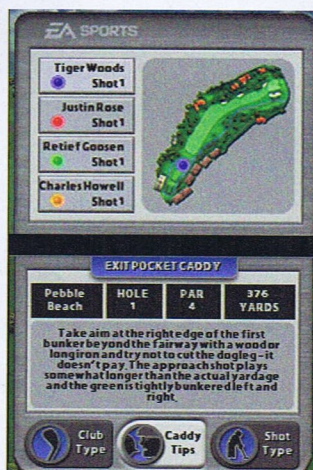 EA SPORTS
Tiger Woods
Shot 1
Justin Rose
Shot 1
Retief Goosen
Shot 1
Charles Howell
Shot 1
EXIT POCKET CADDY
Pebble Beach
HOLE 1
PAR 4
376 YARDS
Take aim at the right edge of the first
bunker beyond the fairway with a wood or
long iron and try not to cut the dogleg - it
doesn't pay. The approach shot plays
somewhat longer than the actual yardage
and the green is tightly bunkered left and
right.
Club Type
Caddy Tips
Shot Type